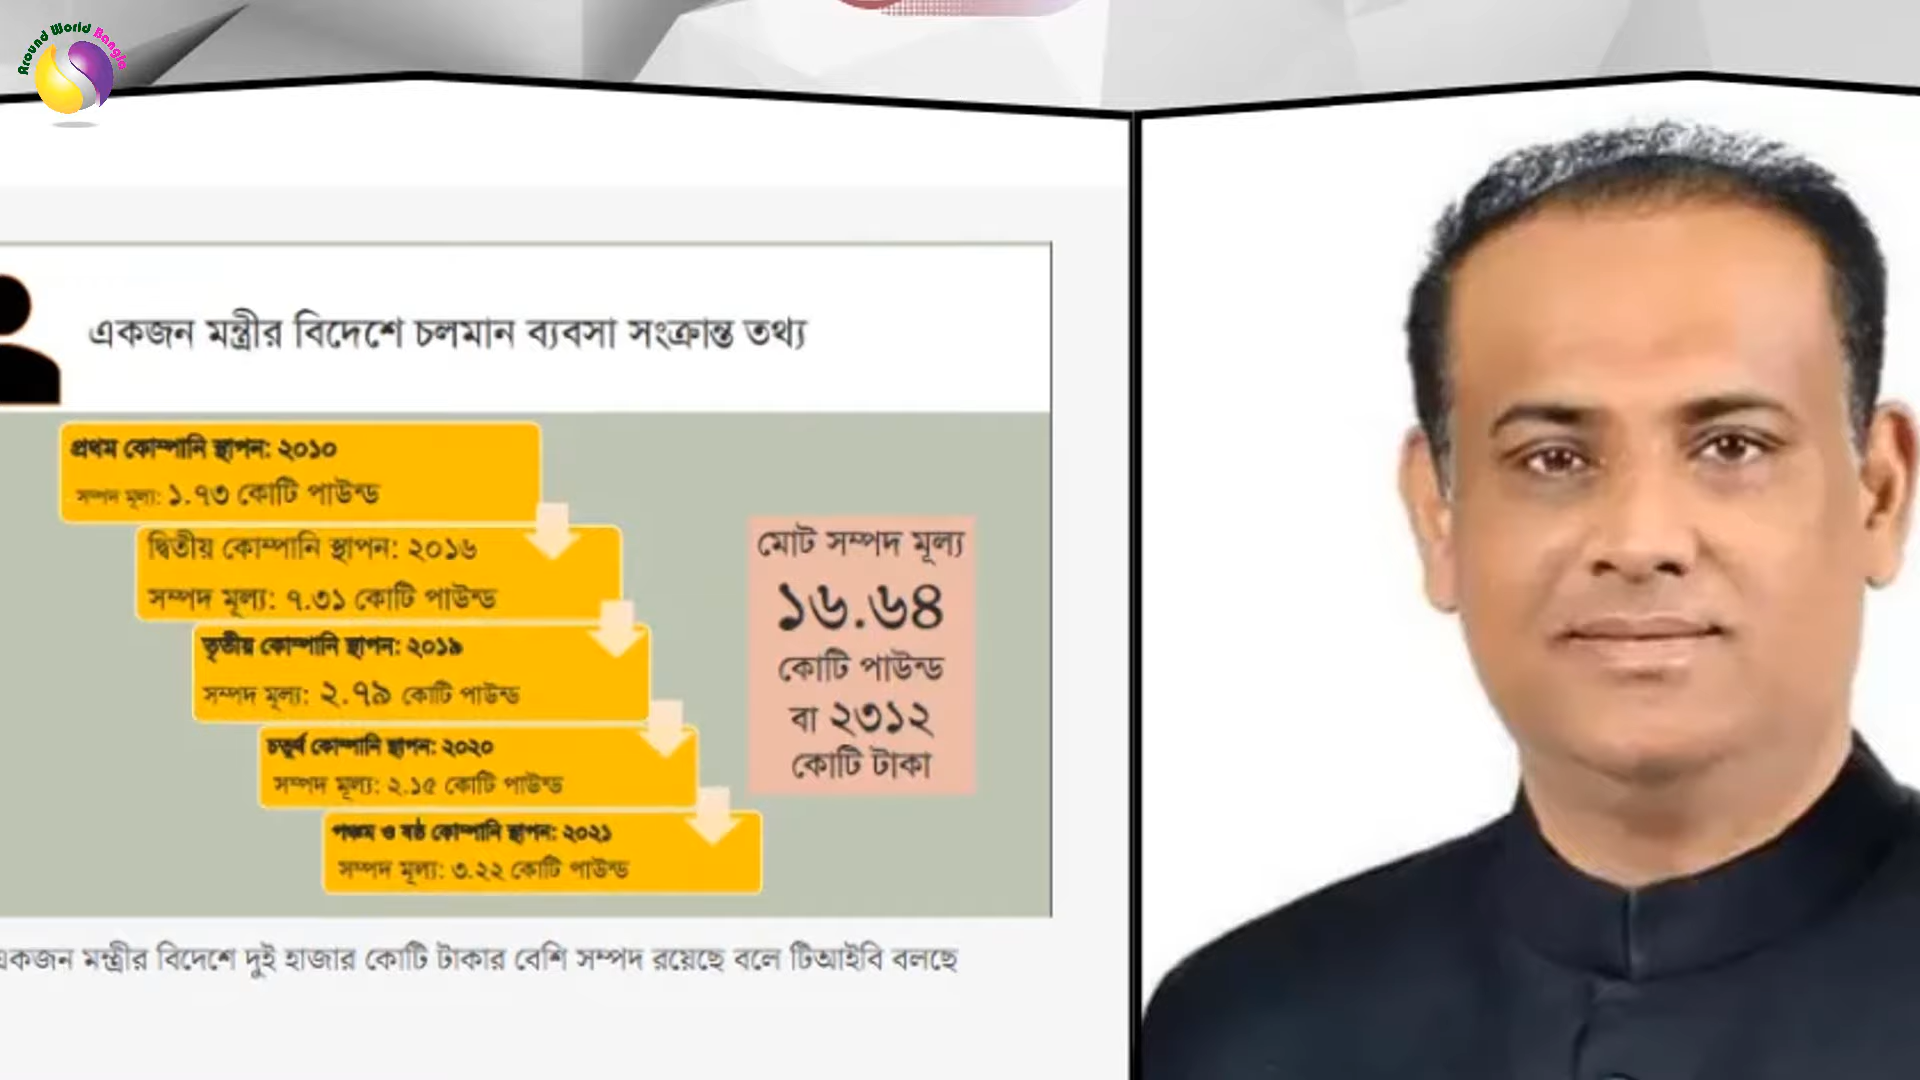 Around World Bangla
একজন মন্ত্রীর বিদেশে চলমান ব্যবসা সংক্রান্ত তথ্য
প্রথম কোম্পানি স্থাপন: ২০১০
সম্পদ মূল্য: ১.৭৩ কোটি পাউন্ড
দ্বিতীয় কোম্পানি স্থাপন: ২০১৬
সম্পদ মূল্য: ৭.৩১ কোটি পাউন্ড
তৃতীয় কোম্পানি স্থাপন: ২০১৯
সম্পদ মূল্য: ২.৭৯ কোটি পাউন্ড
চতুর্থ কোম্পানি স্থাপন: ২০২০
সম্পদ মূল্য: ২.১৫ কোটি পাউন্ড
পঞ্চম ও ষষ্ঠ কোম্পানি স্থাপন: ২০২১
সম্পদ মূল্য: ৩.২২ কোটি পাউন্ড
মোট সম্পদ মূল্য
১৬.৬৪
কোটি পাউন্ড
বা ২৩১২
কোটি টাকা
একজন মন্ত্রীর বিদেশে দুই হাজার কোটি টাকার বেশি সম্পদ রয়েছে বলে টিআইবি বলছে